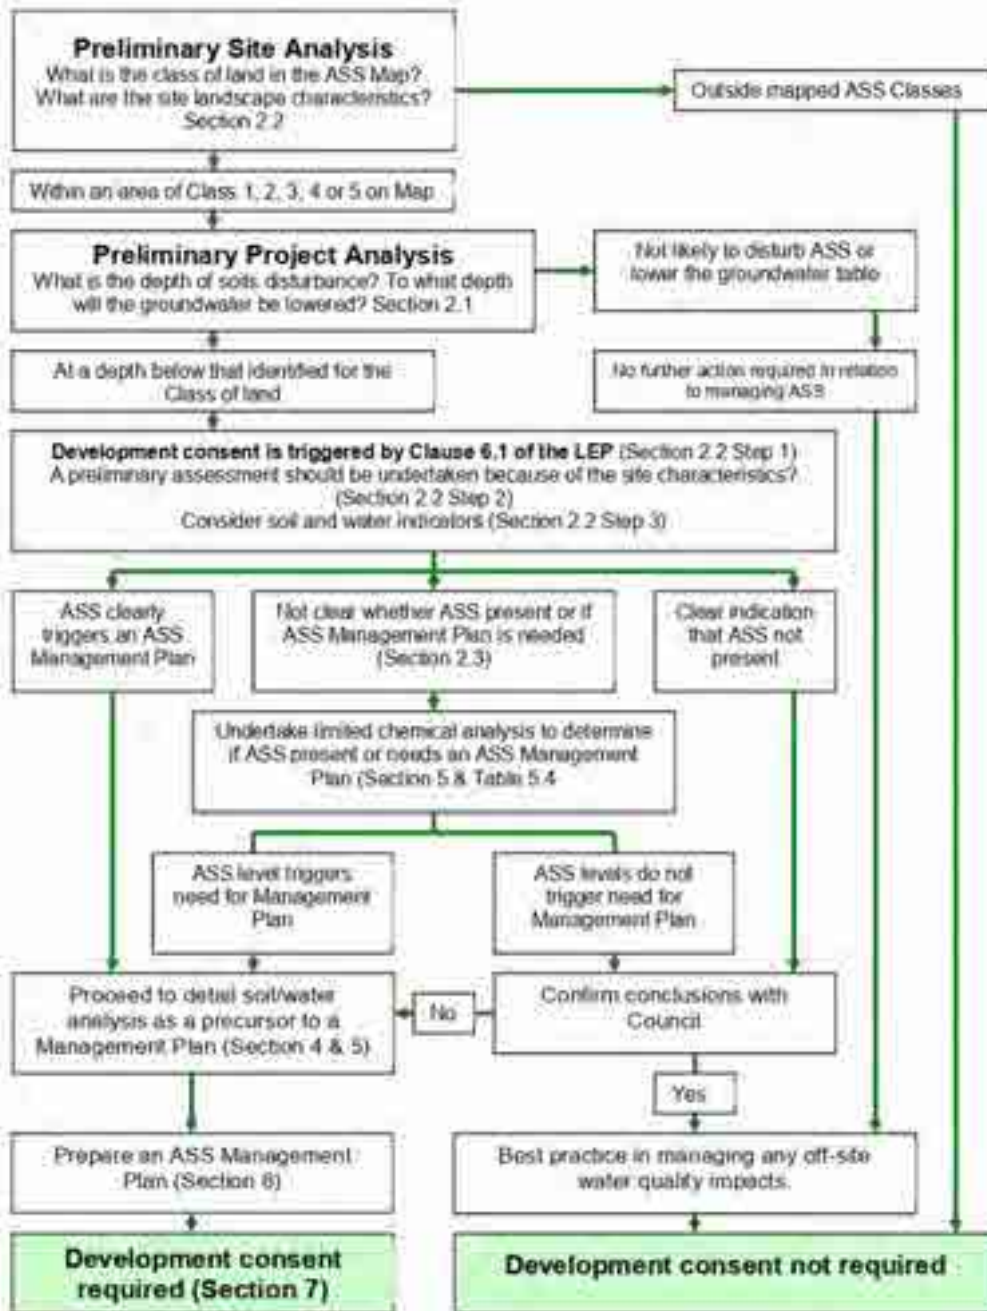 Preliminary Site Analysis
What is the class of land in the ASS Map?
What are the site landscape characteristics?
Section 2.2
Outside mapped ASS Classes
Within an area of Class 1, 2, 3, 4 or 5 on Map
Preliminary Project Analysis
What is the depth of soils disturbance? To what depth
will the groundwater be lowered? Section 2.1
Not likely to disturb ASS or
lower the groundwater table
At a depth below that identified for the
Class of land
No further action required in relation
to managing ASS
Development consent is triggered by Clause 6.1 of the LEP (Section 2.2 Step 1)
A preliminary assessment should be undertaken because of the site characteristics?
(Section 2.2 Step 2)
Consider soil and water indicators (Section 2.2 Step 3)
ASS clearly
triggers an ASS
Management Plan
Not clear whether ASS present or if
ASS Management Plan is needed
(Section 2.3)
Clear indication
that ASS not
present
Undertake limited chemical analysis to determine
if ASS present or needs an ASS Management
Plan (Section 5 & Table 5.4
ASS level triggers
need for Management
Plan
ASS levels do not
trigger need for
Management Plan
Proceed to detail soil/water
analysis as a precursor to a
Management Plan (Section 4 & 5)
No
Confirm conclusions with
Council
Yes
Prepare an ASS Management
Plan (Section 6)
Best practice in managing any off-site
water quality impacts.
Development consent
required (Section 7)
Development consent not required